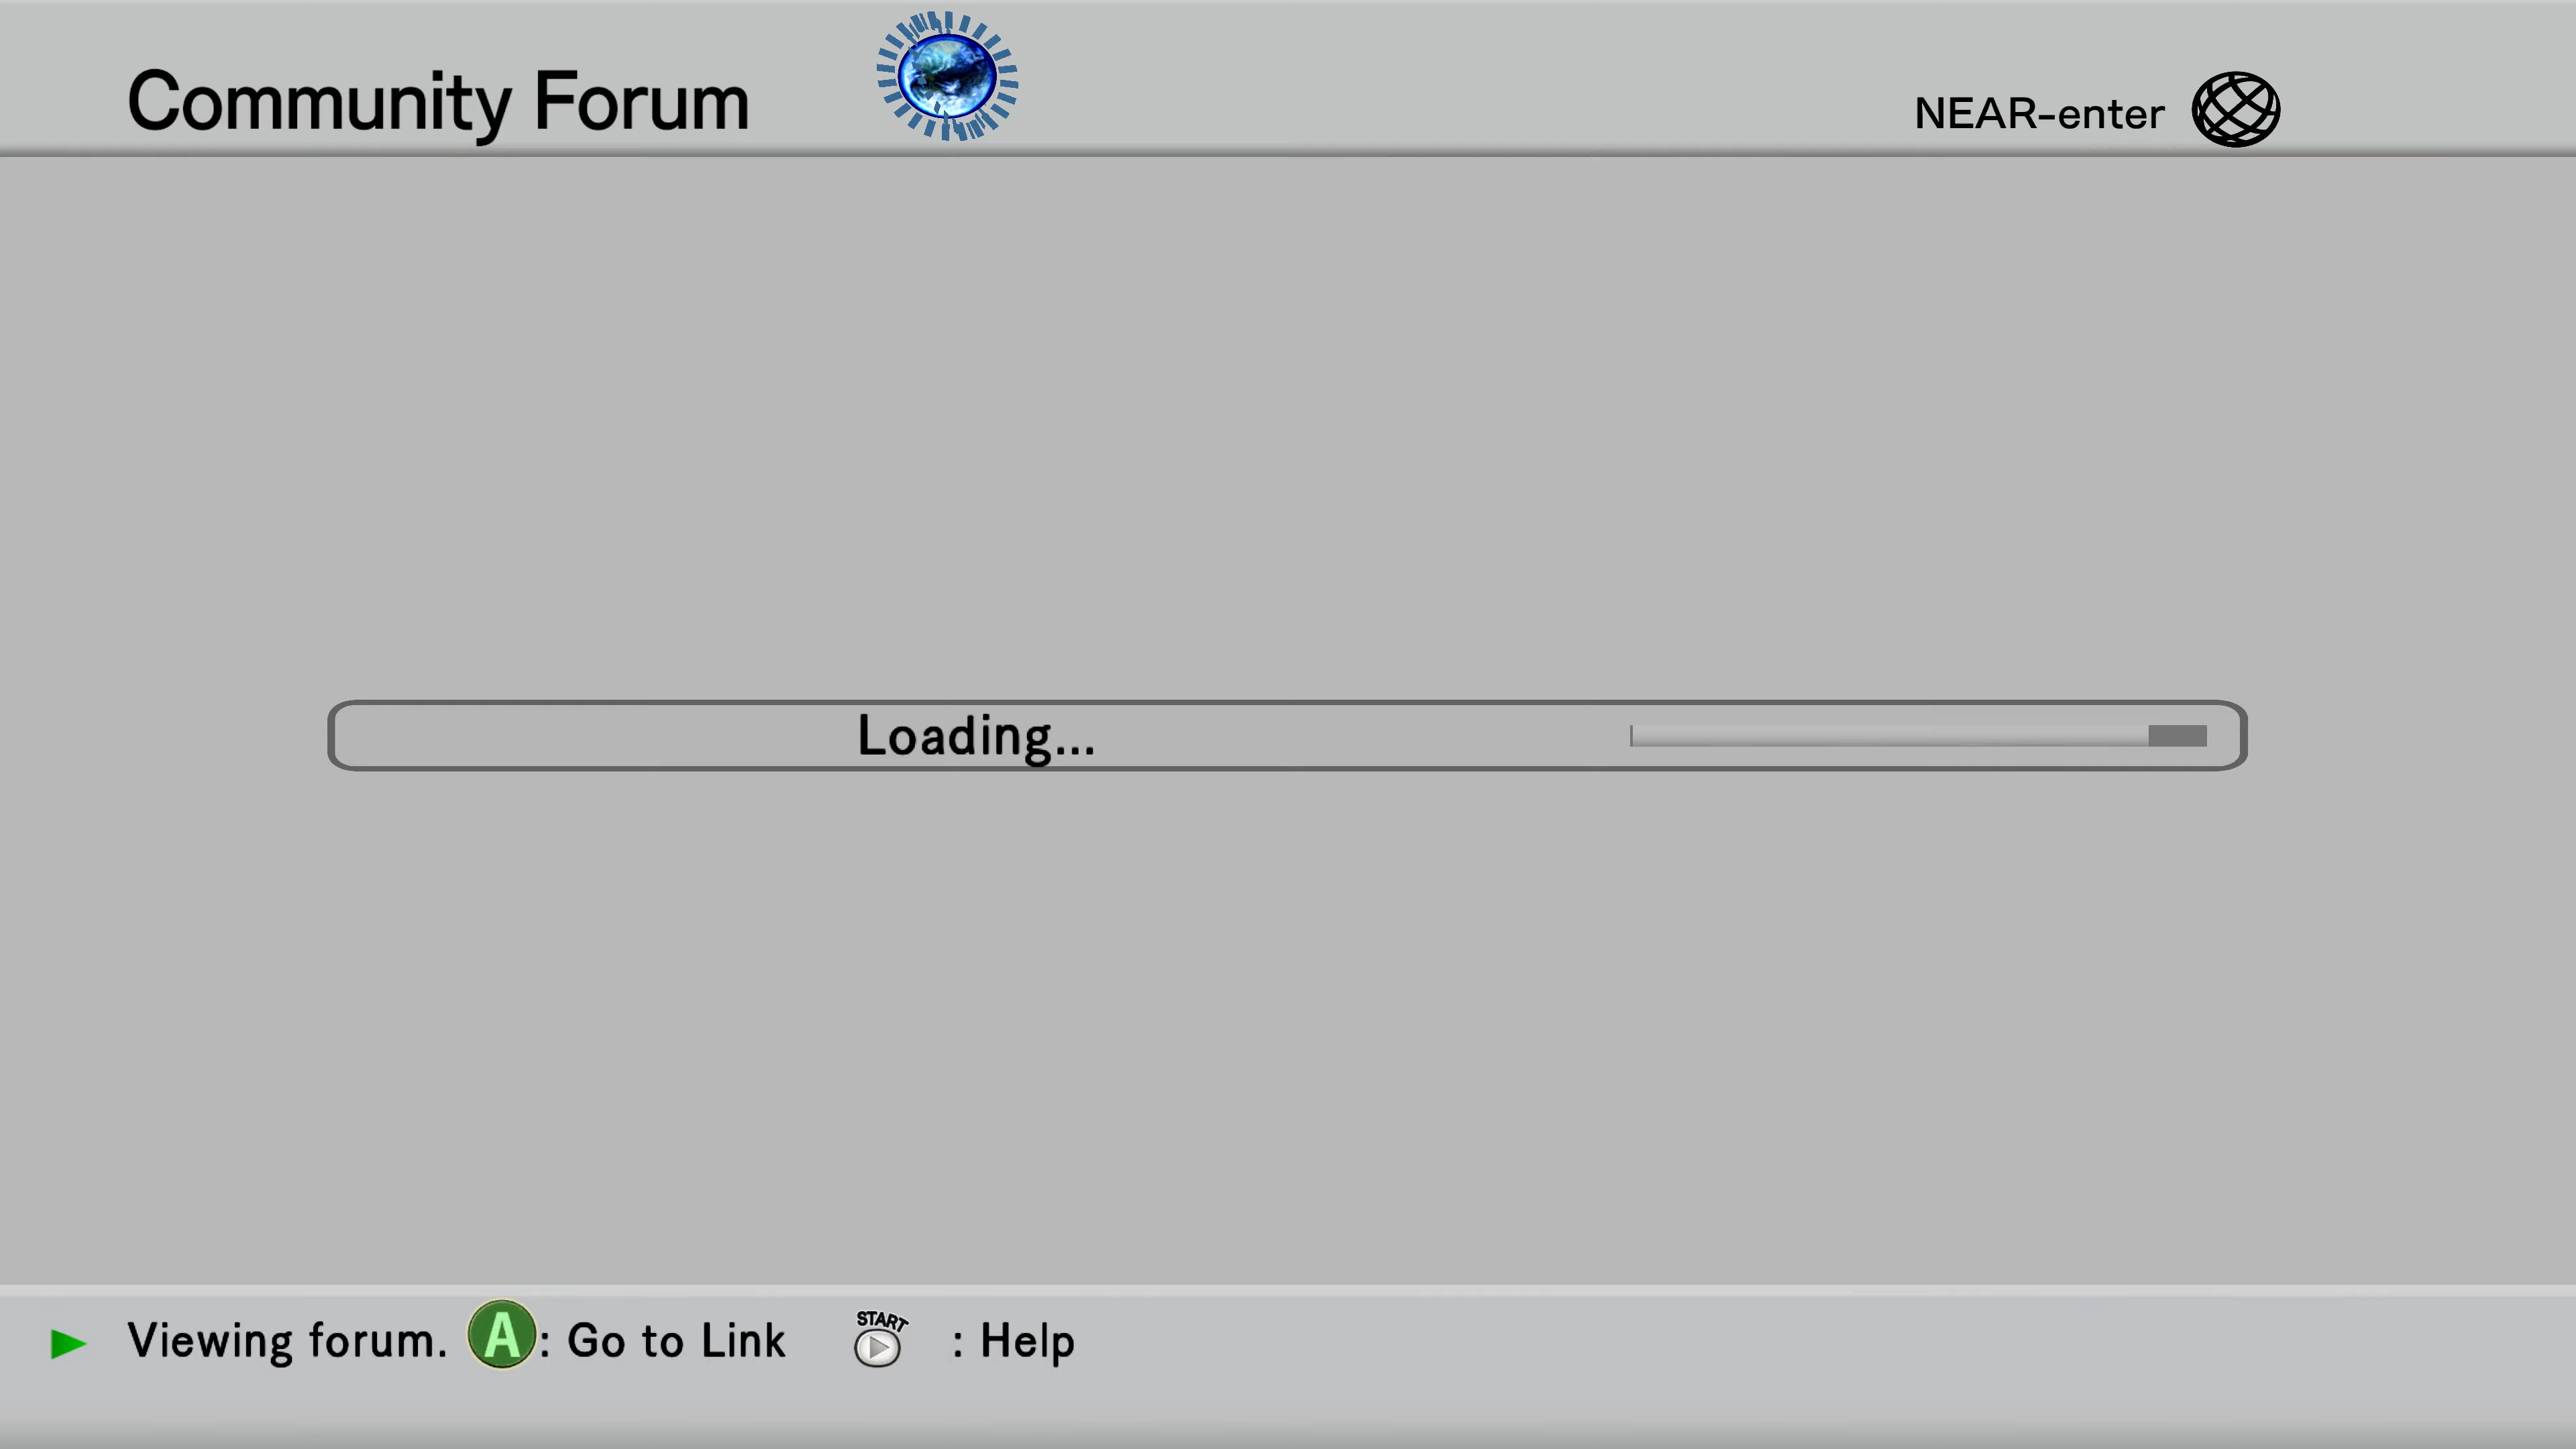 Community Forum
NEAR-enter
Loading...
Viewing forum. A : Go to Link START : Help